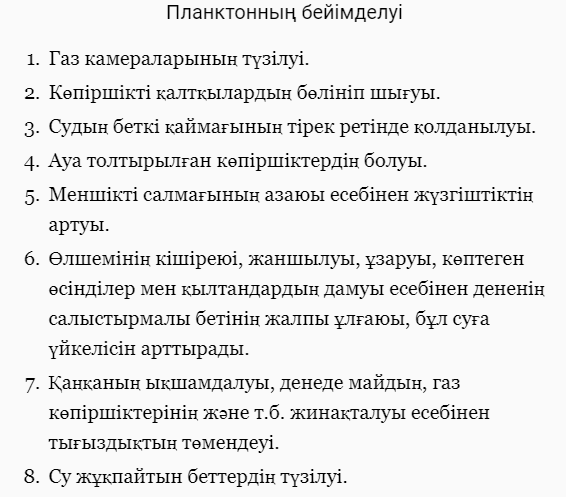 Планктонның бейімделуі
1. Газ камераларының түзілуі.
2. Көпіршікті қалтқылардың бөлініп шығуы.
3. Судың беткі қаймағының тірек ретінде қолданылуы.
4. Ауа толтырылған көпіршіктердің болуы.
5. Меншікті салмағының азаюы есебінен жүзгіштіктің
артуы.
6. Өлшемінің кішіреюі, жаншылуы, ұзаруы, көптеген
өсінділер мен қылтандардың дамуы есебінен дененің
салыстырмалы бетінің жалпы ұлғаюы, бұл суға
үйкелісін арттырады.
7. Қаңқаның ықшамдалуы, денеде майдың, газ
көпіршіктерінің және т.б. жинақталуы есебінен
тығыздықтың төмендеуі.
8. Су жұқпайтын беттердің түзілуі.